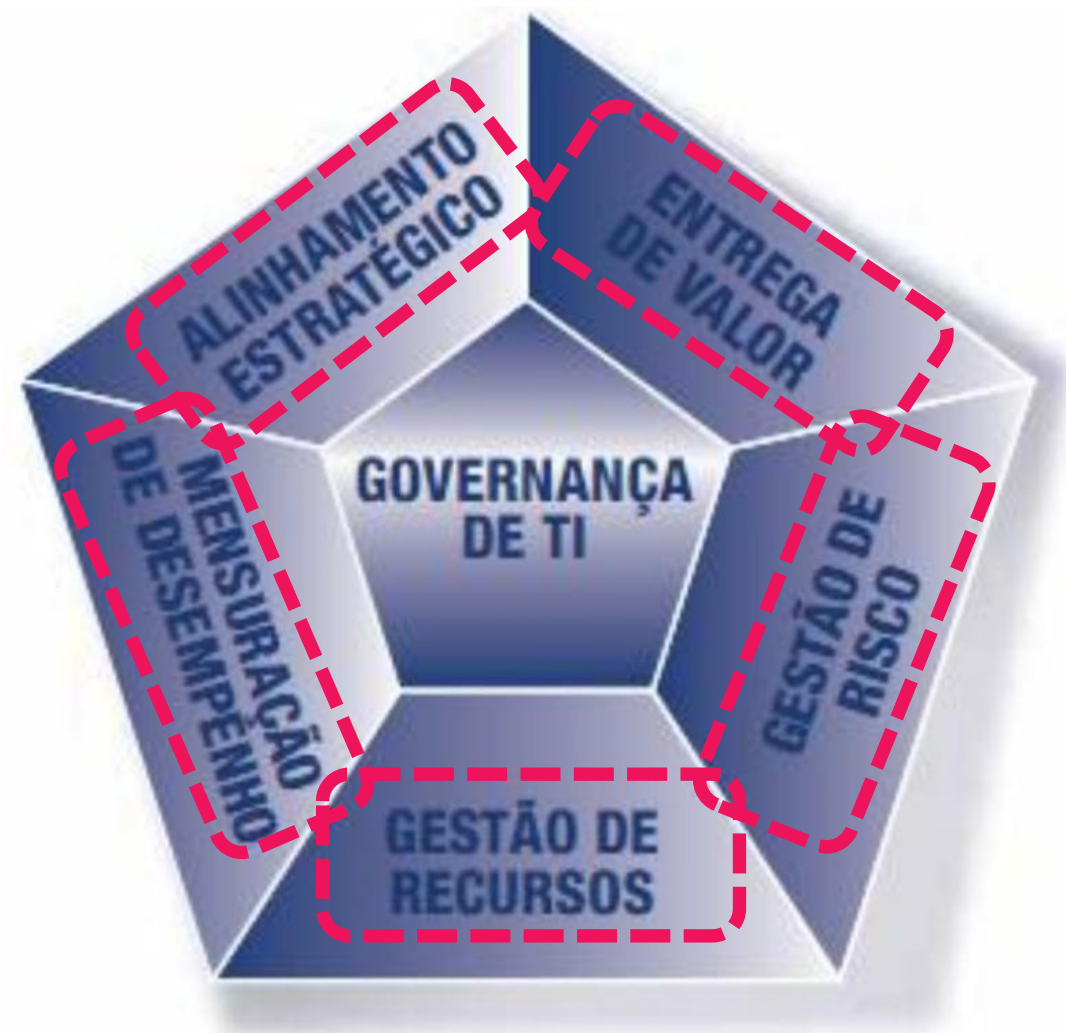 ALINHAMENTO
ESTRATÉGICO
ENTREGA
DE VALOR
GOVERNANÇA
DE TI
MENSURAÇÃO
DE DESEMPENHO
GESTÃO DE
RISCO
GESTÃO DE
RECURSOS